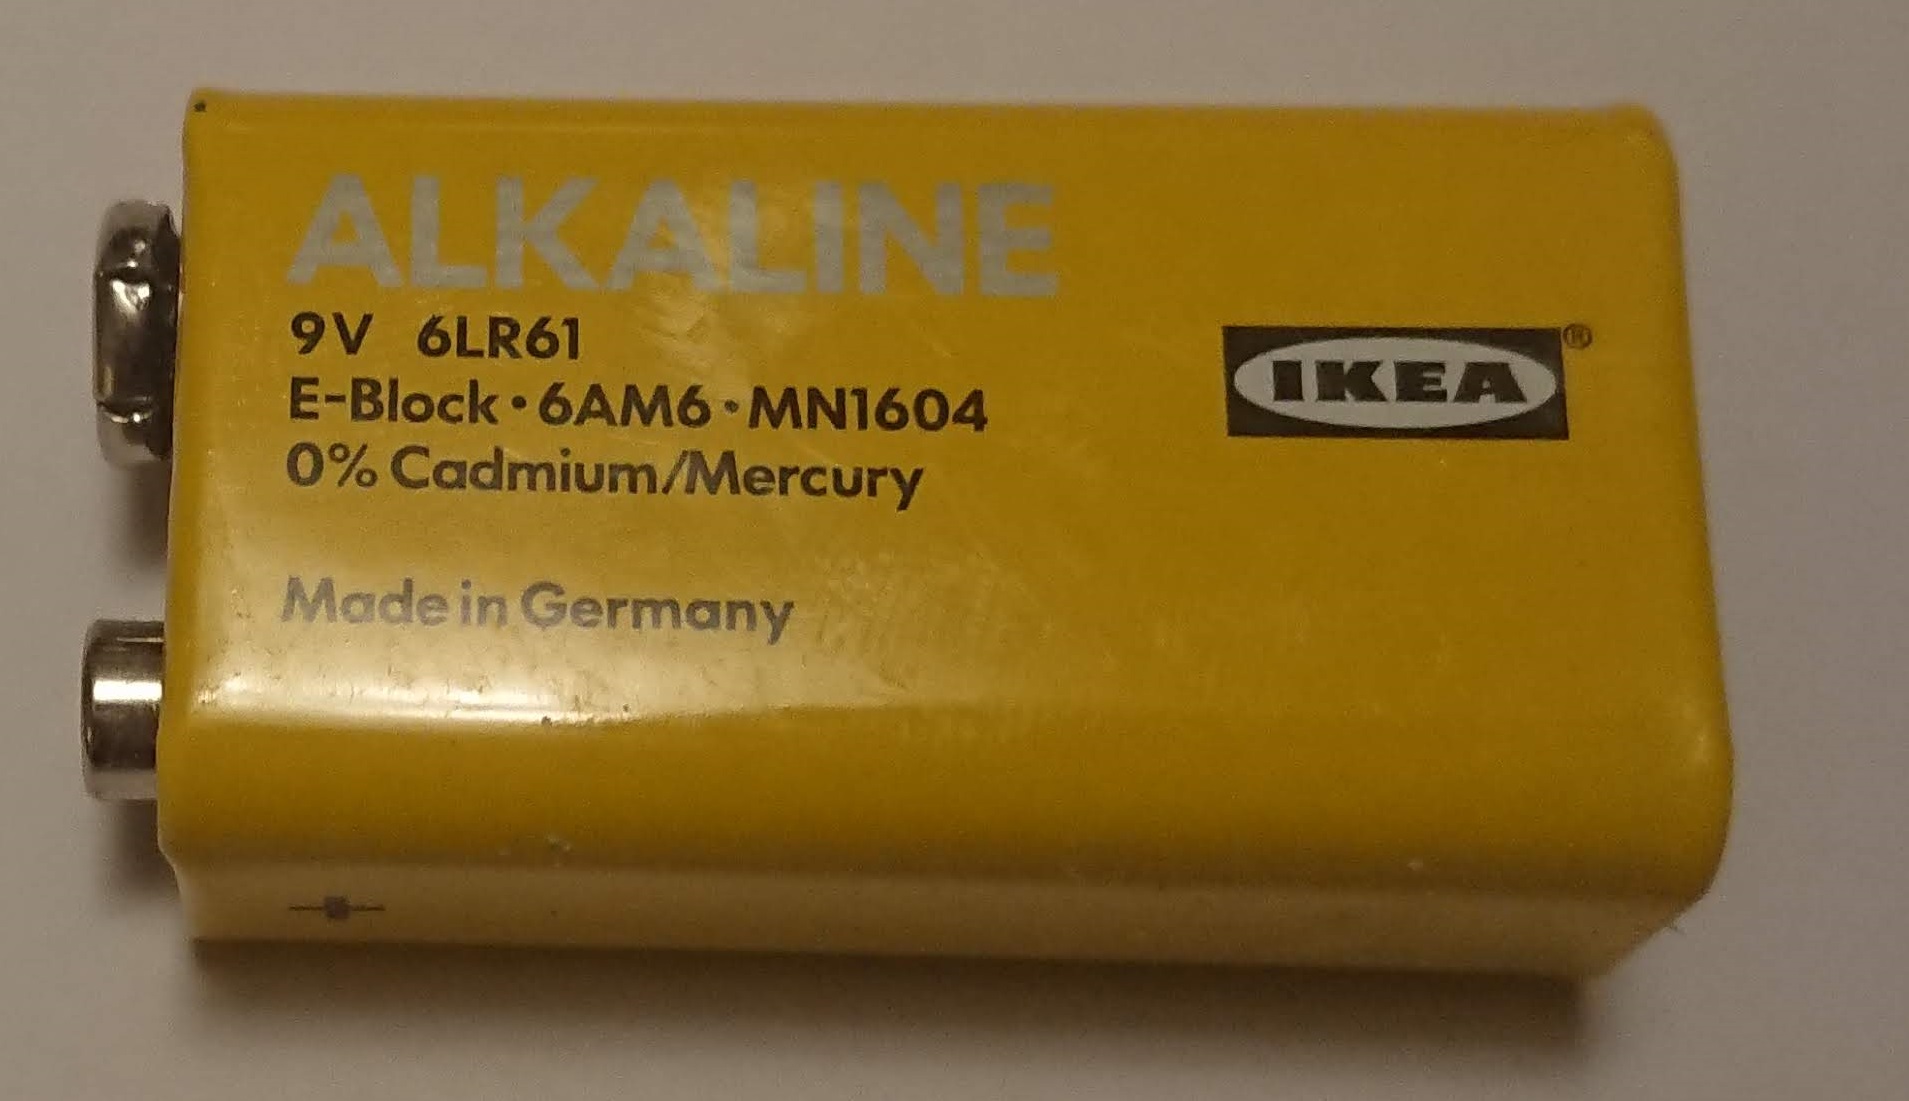 ALKALINE
9V 6LR61
E-Block • 6AM6 • MN1604
0% Cadmium/Mercury
Made in Germany
IKEA®